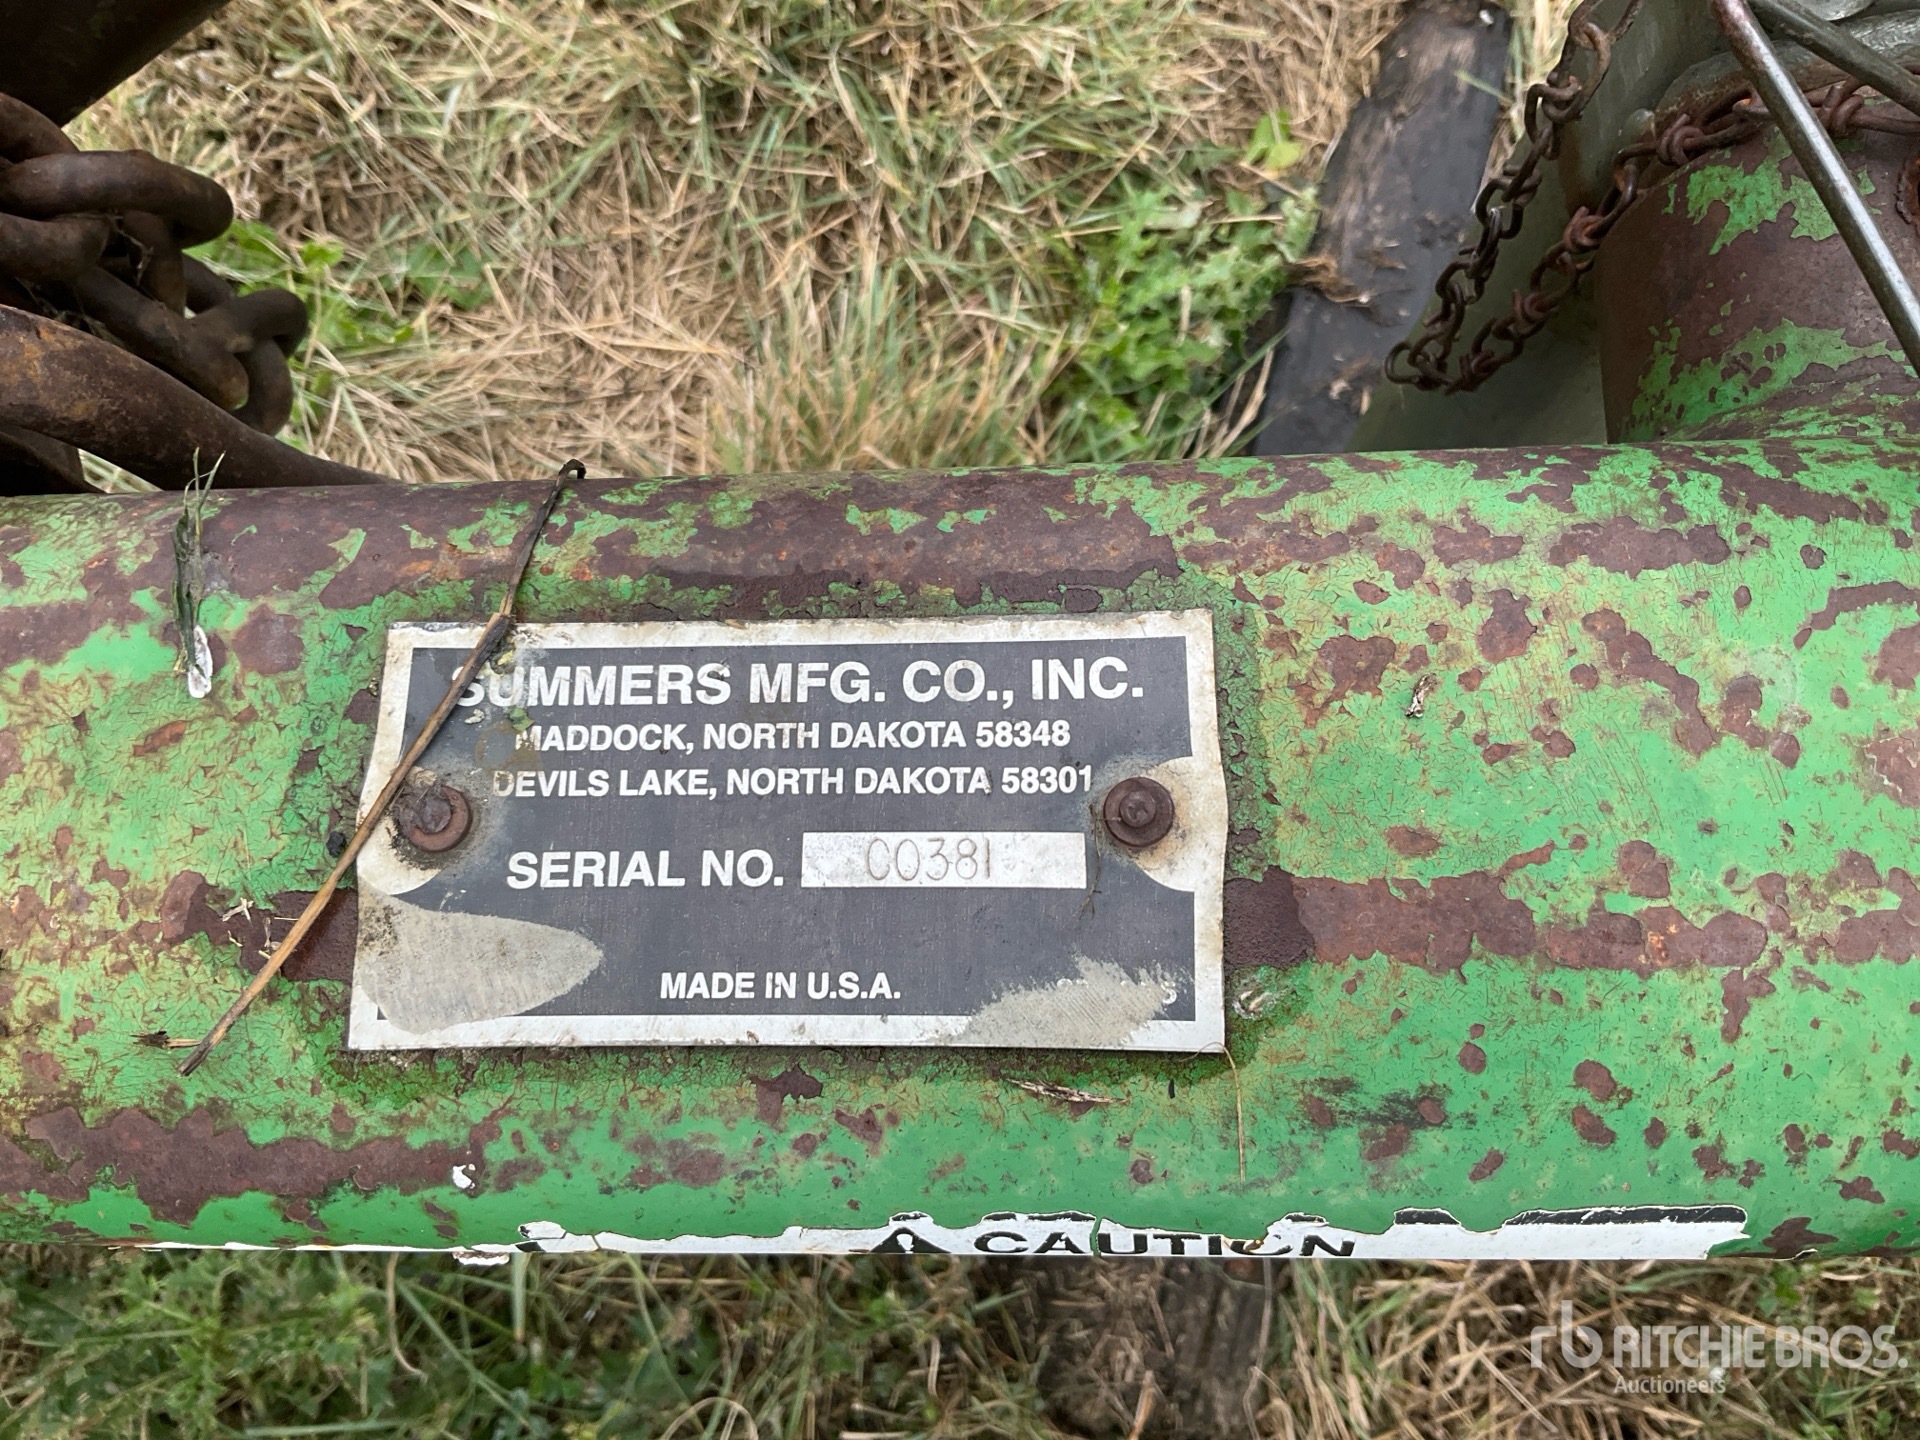 SUMMERS MFG. CO., INC.
MADDOCK, NORTH DAKOTA 58348
DEVILS LAKE, NORTH DAKOTA 58301
SERIAL NO. C0381
MADE IN U.S.A.
CAUTION
rb RITCHIE BROS.
Auctioneers